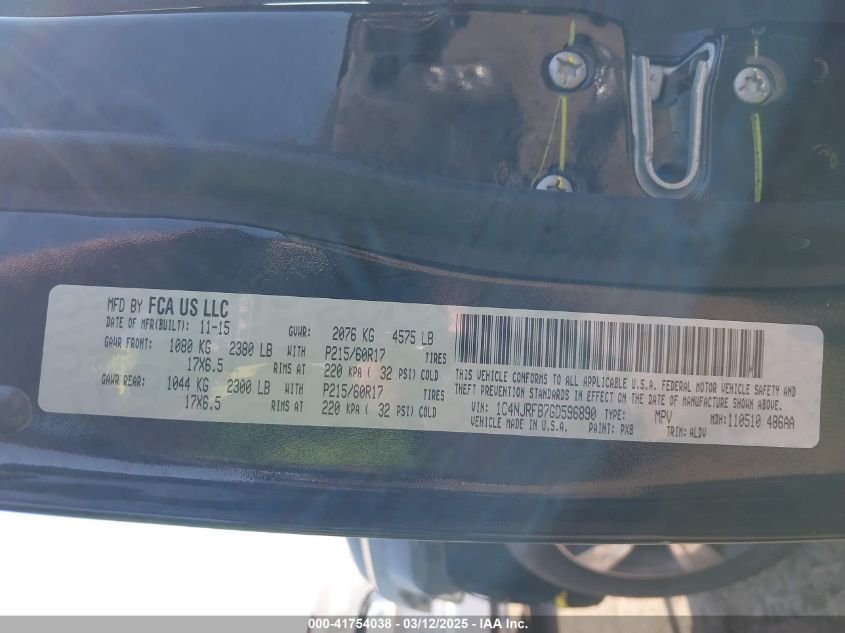 MFD BY FCA US LLC
DATE OF MFR(BUILT): 11-15 GVWR: 2076 KG 4575 LB
GAWR FRONT: 1080 KG 2380 LB WITH P215/60R17 TIRES
17X6.5 RIMS AT 220 KPA ( 32 PSI) COLD
GAWR REAR: 1044 KG 2300 LB WITH P215/60R17 TIRES
17X6.5 RIMS AT 220 KPA ( 32 PSI) COLD
THIS VEHICLE CONFORMS TO ALL APPLICABLE U.S.A. FEDERAL MOTOR VEHICLE SAFETY AND
THEFT PREVENTION STANDARDS IN EFFECT ON THE DATE OF MANUFACTURE SHOWN ABOVE.
VIN: 1C4NJRFB7GD596890 TYPE: MPV MDH: 110510 486AA
VEHICLE MADE IN U.S.A. PAINT: PX8 TRIM: ALDV
000-41754038 - 03/12/2025 - IAA Inc.